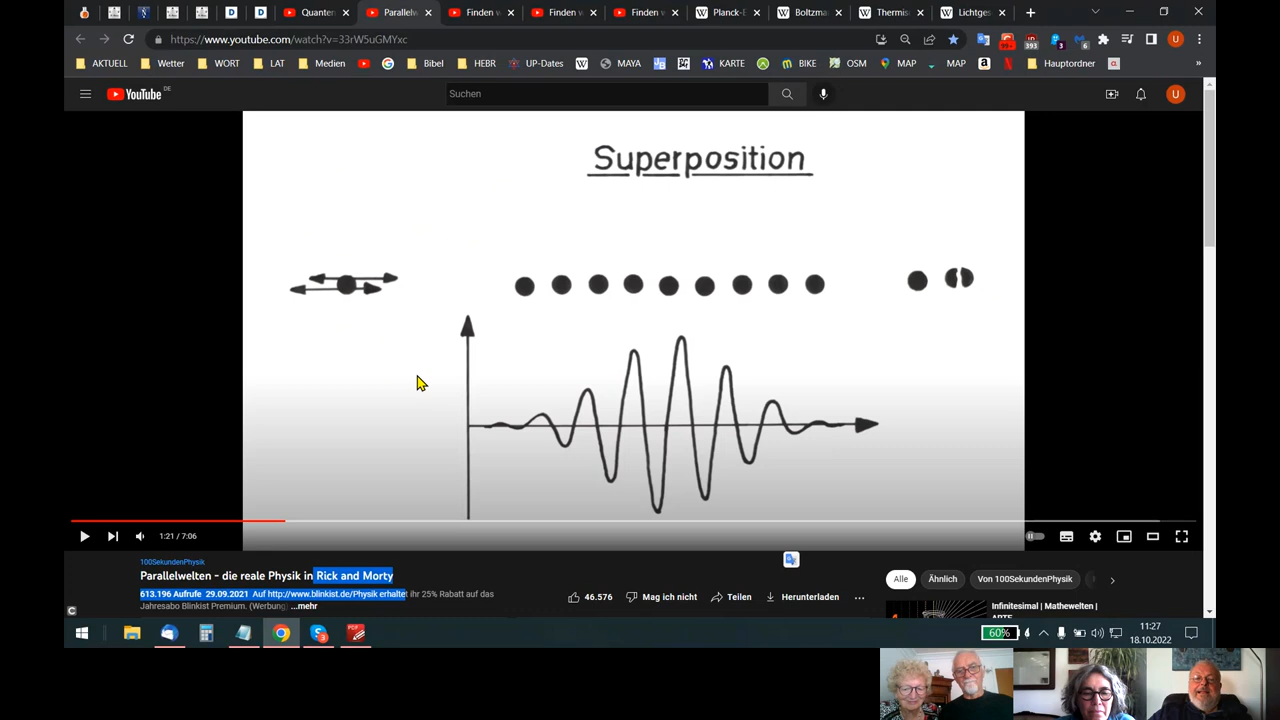 Quanten
Parallelw
Finden w
Finden w
Finden w
Planck-E
Boltzma
Thermis
Lichtges
https://www.youtube.com/watch?v=33rW5uGMYxc
AKTUELL
Wetter
WORT
LAT
Medien
Bibel
HEBR
UP-Dates
MAYA
KARTE
BIKE
OSM
MAP
MAP
Hauptordner
YouTube DE
Suchen
U
Superposition
1:21 / 7:06
100SekundenPhysik
Parallelwelten - die reale Physik in Rick and Morty
613.196 Aufrufe 29.09.2021 Auf http://www.blinkist.de/Physik erhaltet ihr 25% Rabatt auf das
Jahresabo Blinkist Premium. (Werbung) ...mehr
46.576
Mag ich nicht
Teilen
Herunterladen
Alle
Ähnlich
Von 100SekundenPhysik
Infinitesimal | Mathewelten |
60%
11:27
18.10.2022